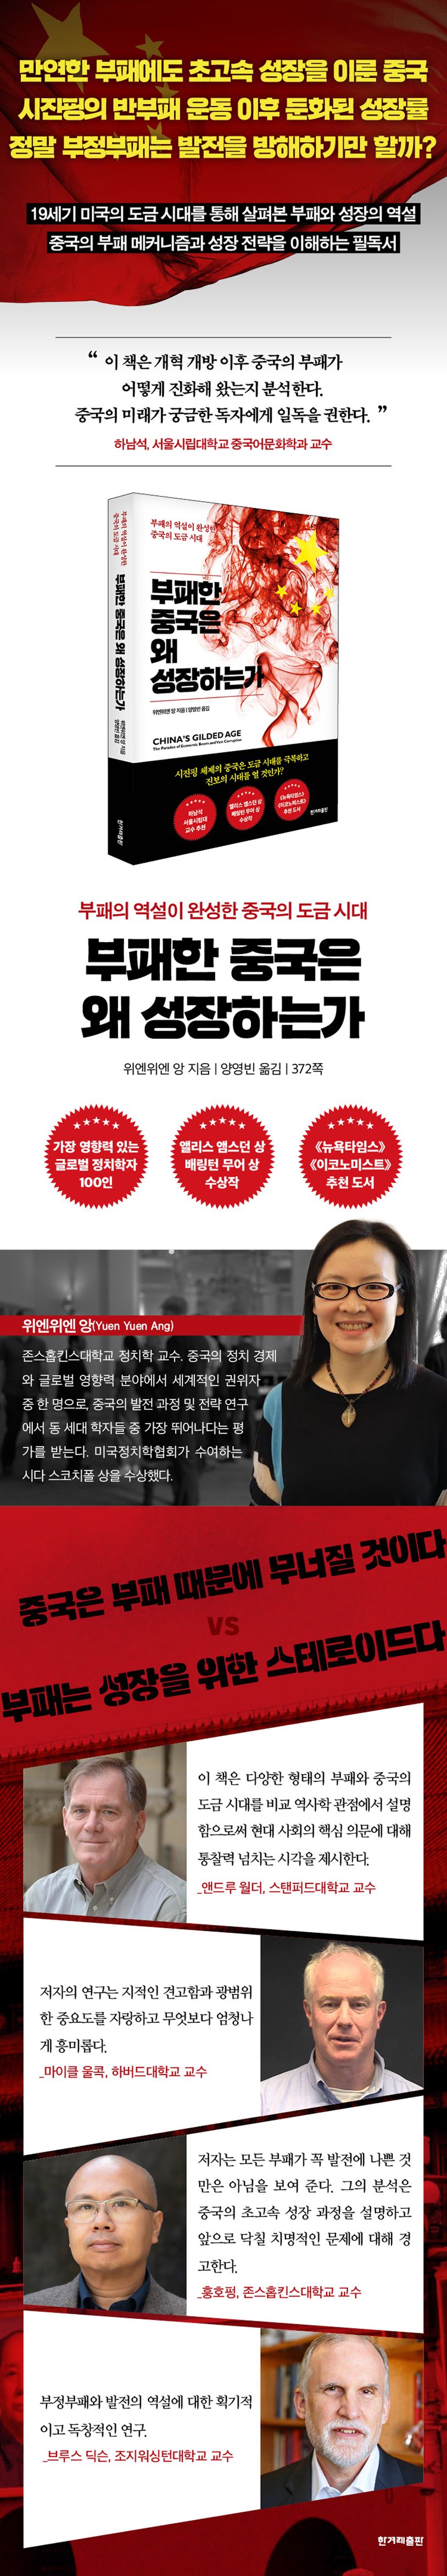 만연한 부패에도 초고속 성장을 이룬 중국
시진핑의 반부패 운동 이후 둔화된 성장률
정말 부정부패는 발전을 방해하기만 할까?
19세기 미국의 도금 시대를 통해 살펴본 부패와 성장의 역설
중국의 부패 메커니즘과 성장 전략을 이해하는 필독서
“ 이 책은 개혁 개방 이후 중국의 부패가
어떻게 진화해 왔는지 분석한다.
중국의 미래가 궁금한 독자에게 일독을 권한다. ”
하남석, 서울시립대학교 중국어문화학과 교수
부패의 역설이 완성한
중국의 도금 시대
부패한 중국은 왜 성장하는가
위엔위엔 앙 지음
양영빈 옮김
한겨레출판
부패의 역설이 완성한
중국의 도금 시대
부패한
중국은
왜
성장하는가
위엔위엔 앙 지음 | 양영빈 옮김
CHINA'S GILDED AGE
The Paradox of Economic Boom and Vast Corruption
시진핑 체제의 중국은 도금 시대를 극복하고
진보의 시대를 열 것인가?
하남석
서울시립대
교수 추천
앨리스 앰스던 상
배링턴 무어 상
수상작
《뉴욕타임스》
《이코노미스트》
추천 도서
한겨레출판
부패의 역설이 완성한 중국의 도금 시대
부패한 중국은
왜 성장하는가
위엔위엔 앙 지음 | 양영빈 옮김 | 372쪽
가장 영향력 있는
글로벌 정치학자
100인
앨리스 앰스던 상
배링턴 무어 상
수상작
《뉴욕타임스》
《이코노미스트》
추천 도서
위엔위엔 앙(Yuen Yuen Ang)
존스홉킨스대학교 정치학 교수. 중국의 정치 경제
와 글로벌 영향력 분야에서 세계적인 권위자
중 한 명으로, 중국의 발전 과정 및 전략 연구
에서 동 세대 학자들 중 가장 뛰어나다는 평
가를 받는다. 미국정치학협회가 수여하는
시다 스코치폴 상을 수상했다.
중국은 부패 때문에 무너질 것이다
VS
부패는 성장을 위한 스테로이드다
이 책은 다양한 형태의 부패와 중국의
도금 시대를 비교 역사학 관점에서 설명
함으로써 현대 사회의 핵심 의문에 대해
통찰력 넘치는 시각을 제시한다.
_앤드루 월더, 스탠퍼드대학교 교수
저자의 연구는 지적인 견고함과 광범위
한 중요도를 자랑하고 무엇보다 엄청나
게 흥미롭다.
_마이클 울콕, 하버드대학교 교수
저자는 모든 부패가 꼭 발전에 나쁜 것
만은 아님을 보여 준다. 그의 분석은
중국의 초고속 성장 과정을 설명하고
앞으로 닥칠 치명적인 문제에 대해 경
고한다.
_훙호펑, 존스홉킨스대학교 교수
부정부패와 발전의 역설에 대한 획기적
이고 독창적인 연구.
_브루스 딕슨, 조지워싱턴대학교 교수
한겨레출판